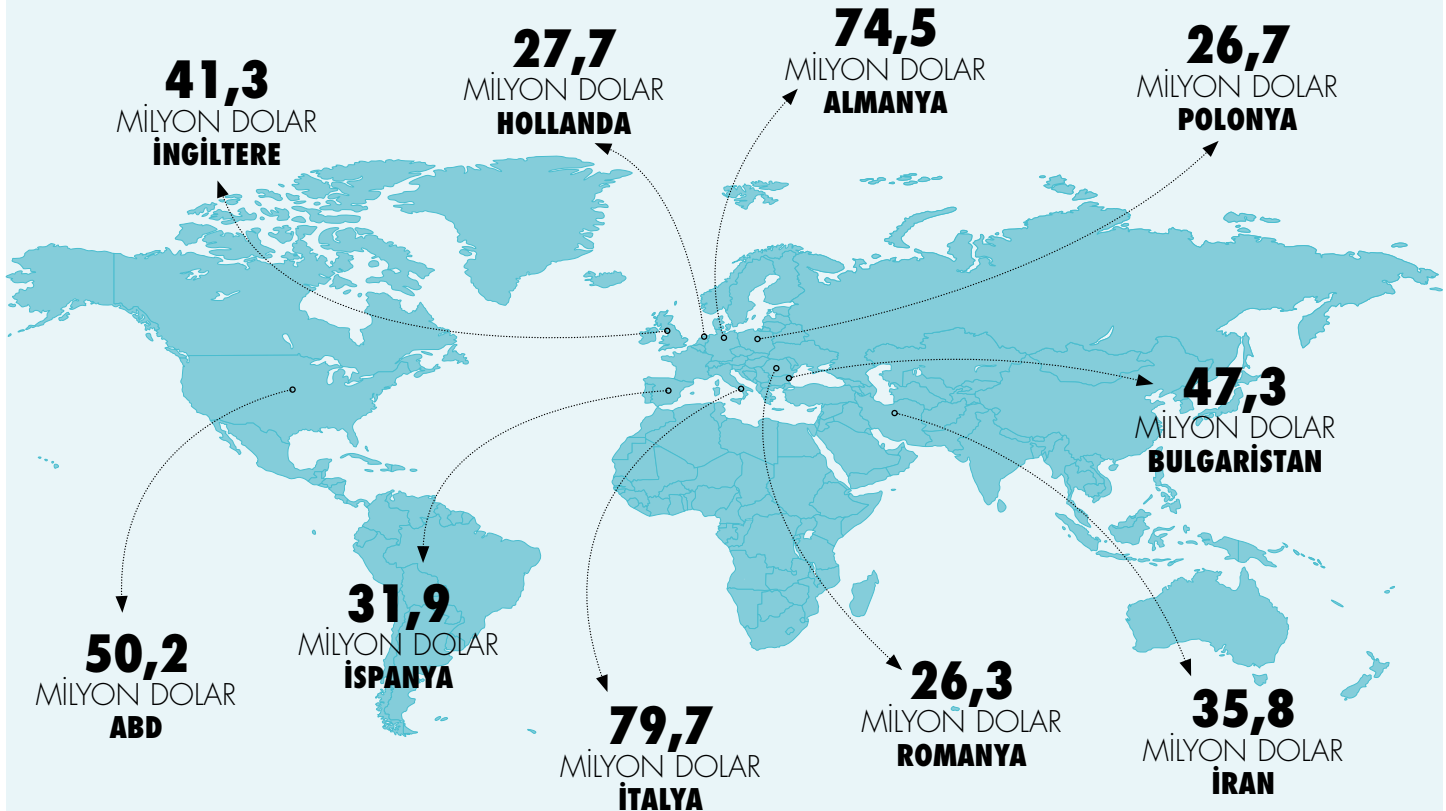 41,3
MİLYON DOLAR
İNGİLTERE
27,7
MİLYON DOLAR
HOLLANDA
74,5
MİLYON DOLAR
ALMANYA
26,7
MİLYON DOLAR
POLONYA
47,3
MİLYON DOLAR
BULGARİSTAN
50,2
MİLYON DOLAR
ABD
31,9
MİLYON DOLAR
İSPANYA
79,7
MİLYON DOLAR
İTALYA
26,3
MİLYON DOLAR
ROMANYA
35,8
MİLYON DOLAR
İRAN